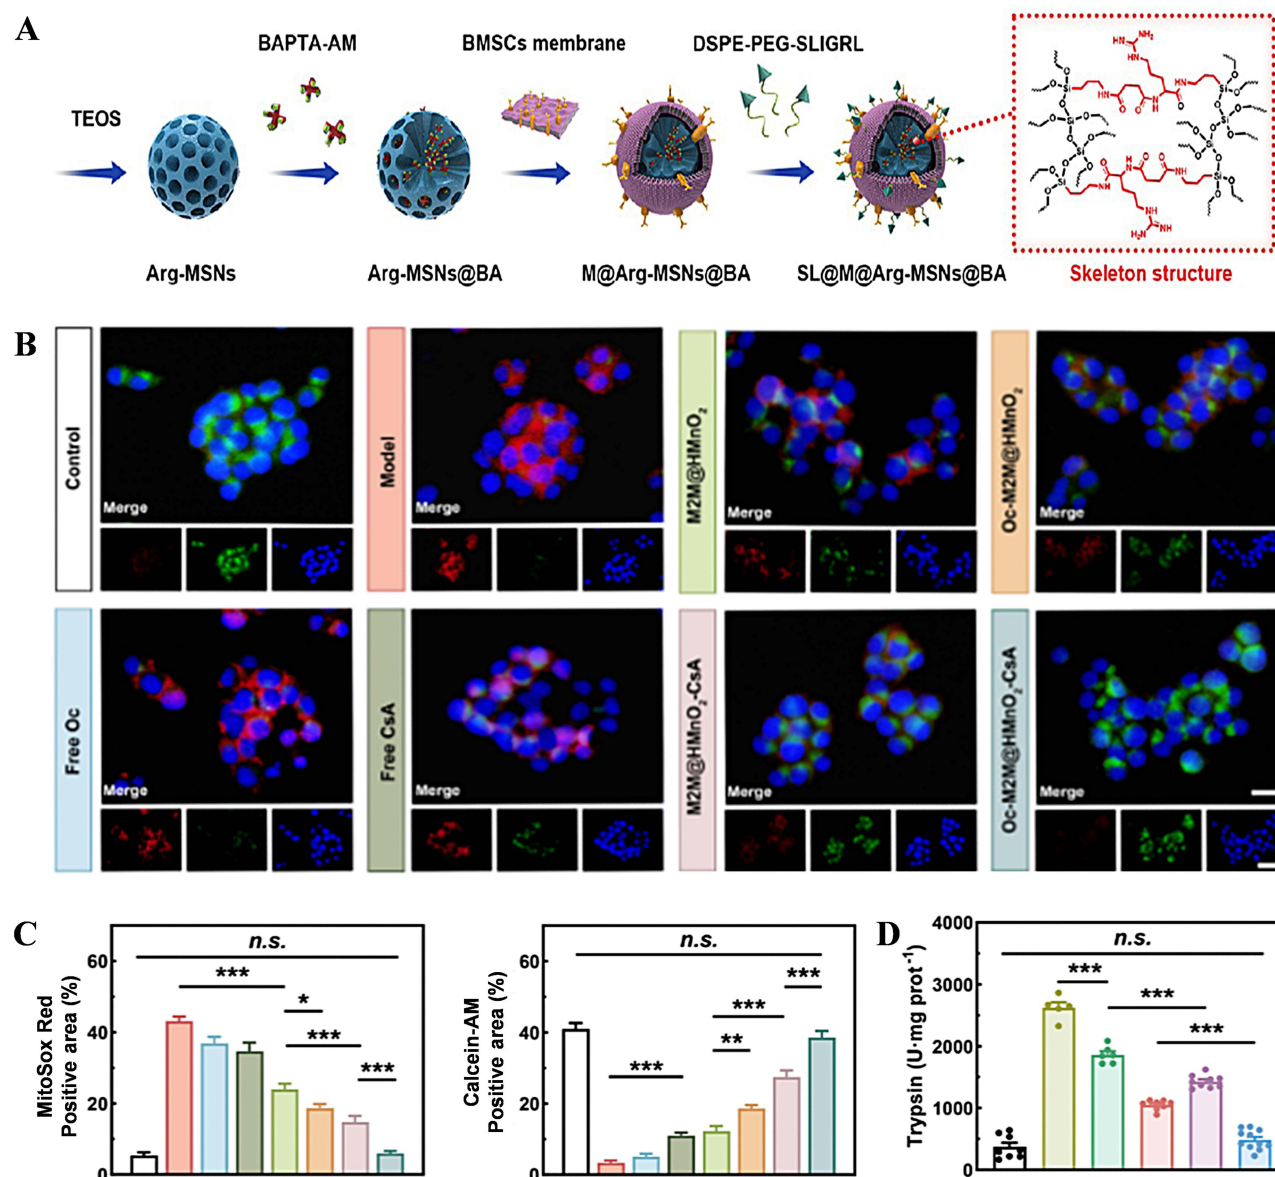 A
TEOS
BAPTA-AM
BMSCs membrane
DSPE-PEG-SLIGRL
Arg-MSNs
Arg-MSNs@BA
M@Arg-MSNs@BA
SL@M@Arg-MSNs@BA
Skeleton structure
B
Control
Merge
Model
Merge
M2M@HMnO₂
Merge
Oc-M2M@HMnO₂
Merge
Free Oc
Merge
Free CsA
Merge
M2M@HMnO₂-CsA
Merge
Oc-M2M@HMnO₂-CsA
Merge
C
MitoSox Red
Positive area (%)
60
40
20
0
n.s.
***
*
***
***
Calcein-AM
Positive area (%)
60
40
20
0
n.s.
***
***
**
***
D
Trypsin (U·mg prot⁻¹)
4000
3000
2000
1000
0
n.s.
***
***
***